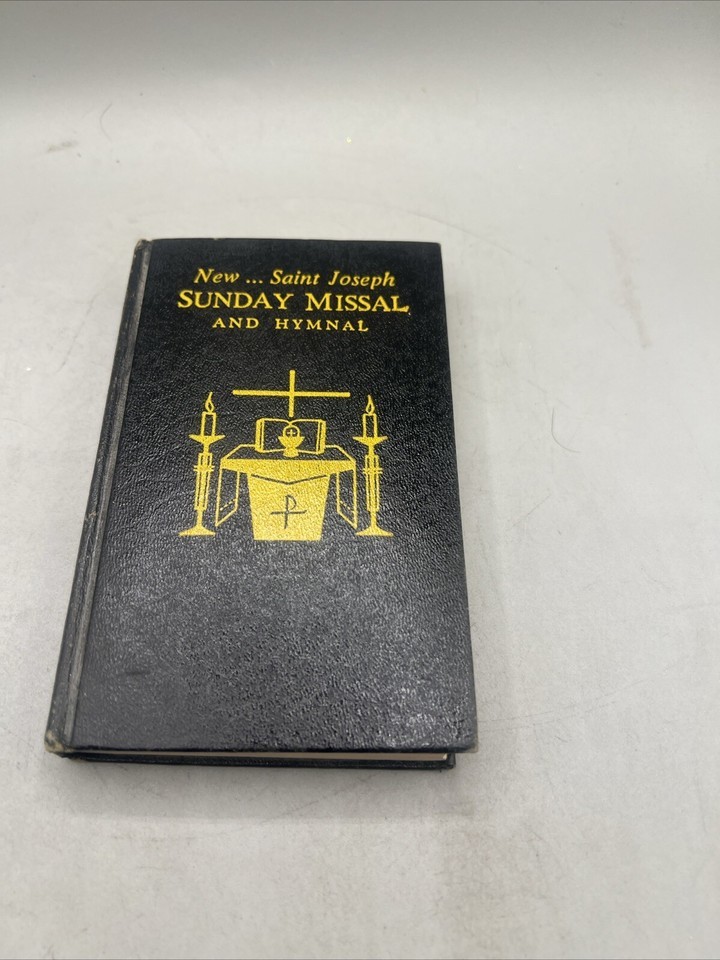 New ... Saint Joseph
SUNDAY MISSAL
AND HYMNAL